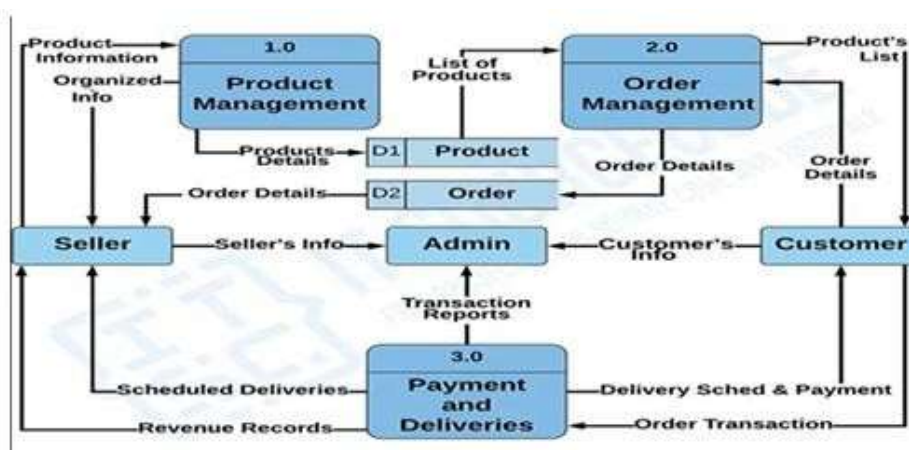 1.0
Product
Management
2.0
Order
Management
Product
Information
Organized
Info
List of
Products
Product's
List
Products
Details
D1 Product
D2 Order
Order Details
Order Details
Order
Details
Seller
Seller's Info
Admin
Customer's
Info
Customer
Transaction
Reports
3.0
Payment
and
Deliveries
Scheduled Deliveries
Delivery Sched & Payment
Revenue Records
Order Transaction